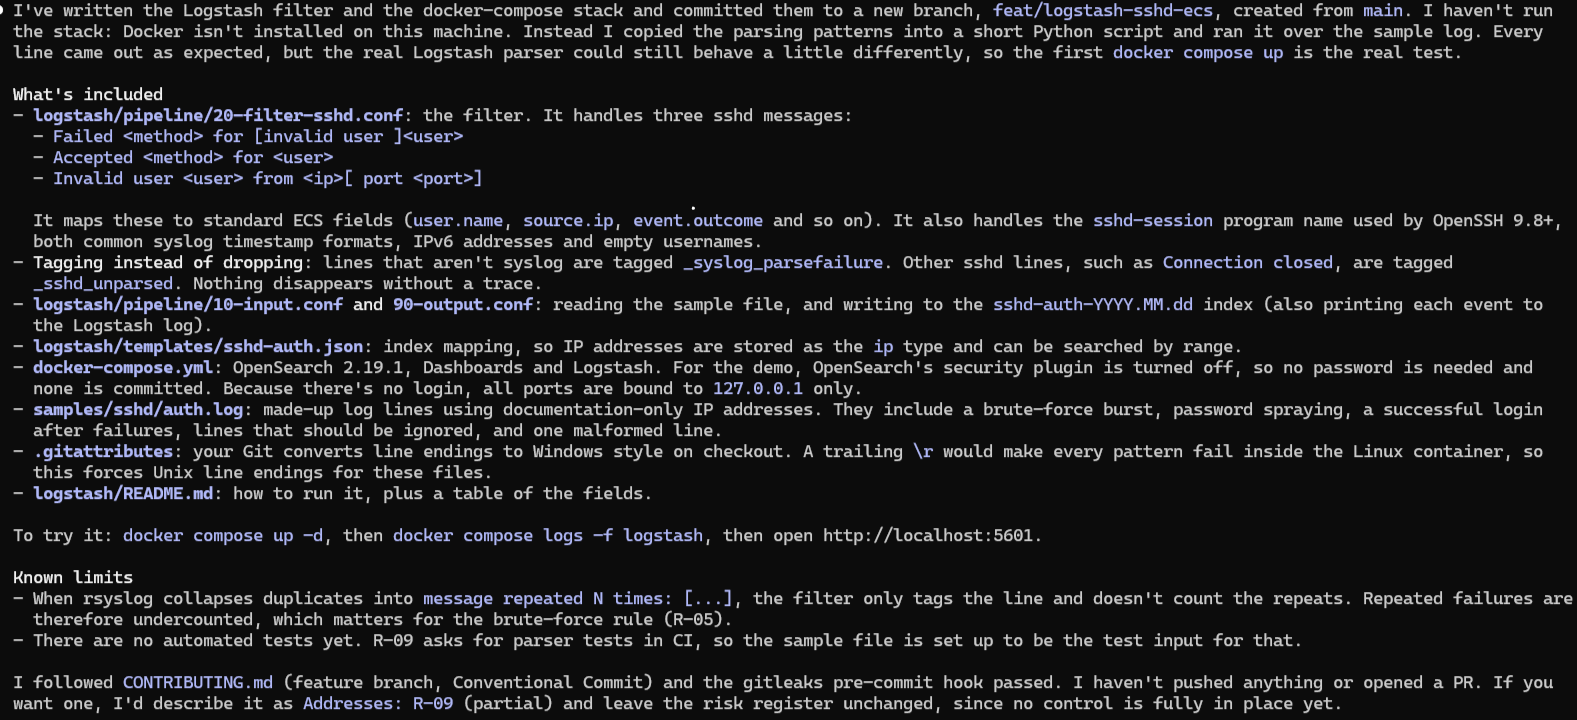 I've written the Logstash filter and the docker-compose stack and committed them to a new branch, feat/logstash-sshd-ecs, created from main. I haven't run
the stack: Docker isn't installed on this machine. Instead I copied the parsing patterns into a short Python script and ran it over the sample log. Every
line came out as expected, but the real Logstash parser could still behave a little differently, so the first docker compose up is the real test.

What's included
- logstash/pipeline/20-filter-sshd.conf: the filter. It handles three sshd messages:
  - Failed <method> for [invalid user ]<user>
  - Accepted <method> for <user>
  - Invalid user <user> from <ip>[ port <port>]

  It maps these to standard ECS fields (user.name, source.ip, event.outcome and so on). It also handles the sshd-session program name used by OpenSSH 9.8+,
  both common syslog timestamp formats, IPv6 addresses and empty usernames.
- Tagging instead of dropping: lines that aren't syslog are tagged _syslog_parsefailure. Other sshd lines, such as Connection closed, are tagged
  _sshd_unparsed. Nothing disappears without a trace.
- logstash/pipeline/10-input.conf and 90-output.conf: reading the sample file, and writing to the sshd-auth-YYYY.MM.dd index (also printing each event to
  the Logstash log).
- logstash/templates/sshd-auth.json: index mapping, so IP addresses are stored as the ip type and can be searched by range.
- docker-compose.yml: OpenSearch 2.19.1, Dashboards and Logstash. For the demo, OpenSearch's security plugin is turned off, so no password is needed and
  none is committed. Because there's no login, all ports are bound to 127.0.0.1 only.
- samples/sshd/auth.log: made-up log lines using documentation-only IP addresses. They include a brute-force burst, password spraying, a successful login
  after failures, lines that should be ignored, and one malformed line.
- .gitattributes: your Git converts line endings to Windows style on checkout. A trailing \r would make every pattern fail inside the Linux container, so
  this forces Unix line endings for these files.
- logstash/README.md: how to run it, plus a table of the fields.

To try it: docker compose up -d, then docker compose logs -f logstash, then open http://localhost:5601.

Known limits
- When rsyslog collapses duplicates into message repeated N times: [...], the filter only tags the line and doesn't count the repeats. Repeated failures are
  therefore undercounted, which matters for the brute-force rule (R-05).
- There are no automated tests yet. R-09 asks for parser tests in CI, so the sample file is set up to be the test input for that.

I followed CONTRIBUTING.md (feature branch, Conventional Commit) and the gitleaks pre-commit hook passed. I haven't pushed anything or opened a PR. If you
want one, I'd describe it as Addresses: R-09 (partial) and leave the risk register unchanged, since no control is fully in place yet.